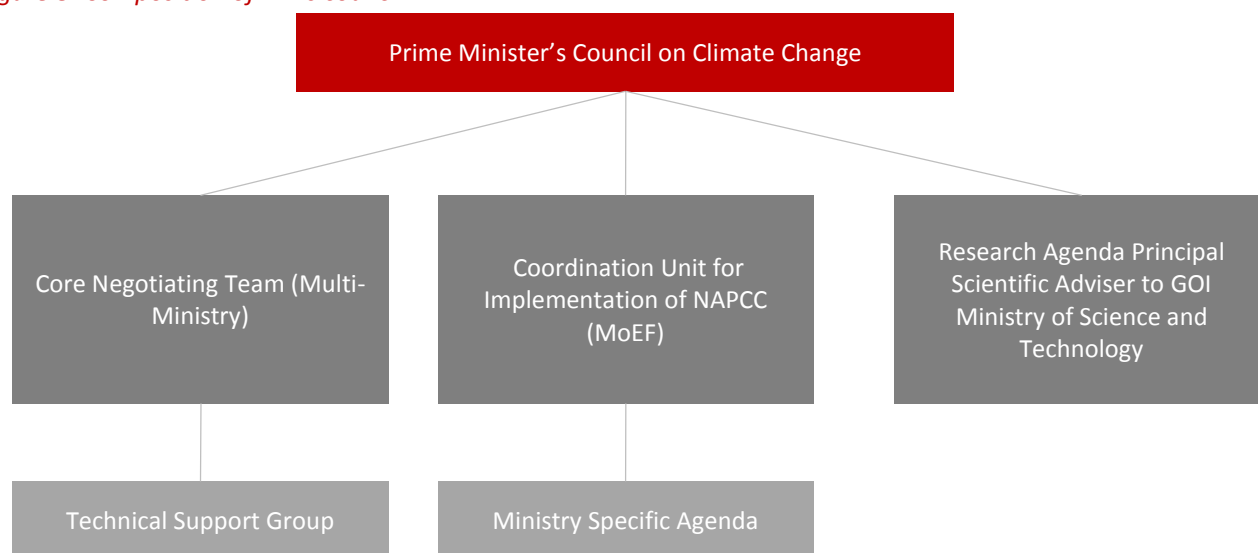 Prime Minister’s Council on Climate Change
Core Negotiating Team (Multi-
Ministry)
Coordination Unit for
Implementation of NAPCC
(MoEF)
Research Agenda Principal
Scientific Adviser to GOI
Ministry of Science and
Technology
Technical Support Group
Ministry Specific Agenda